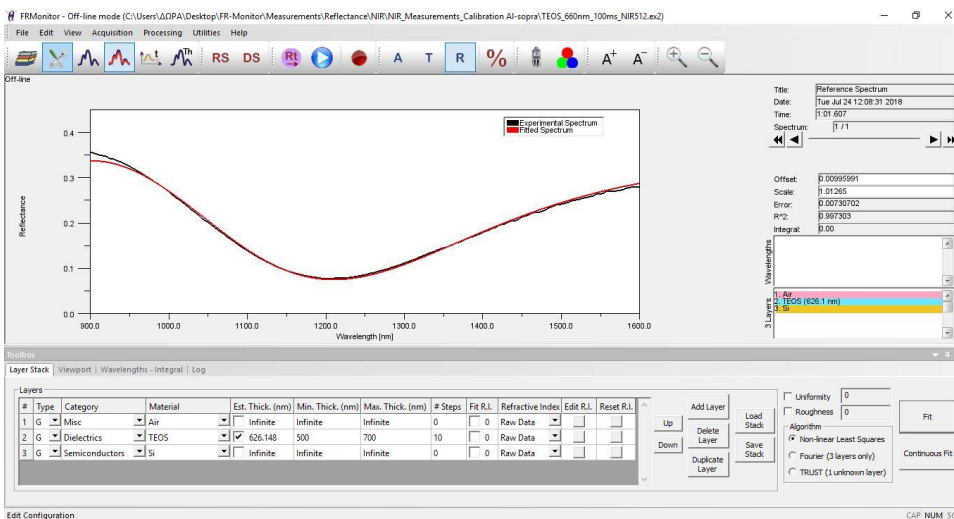 FRMonitor - Off-line mode (C:\Users\ΔΩΡΑ\Desktop\FR-Monitor\Measurements\Reflectance\NIR\NIR_Measurements_Calibration Al-sopra\TEOS_660nm_100ms_NIR512.ex2)
File Edit View Acquisition Processing Utilities Help
Th RS DS Rt A T R % A+ A-
Off-line
Experimental Spectrum
Fitted Spectrum
0.4
0.3
0.2
0.1
0.0
Reflectance
900.0 1000.0 1100.0 1200.0 1300.0 1400.0 1500.0 1600.0
Wavelength [nm]
Title: Reference Spectrum
Date: Tue Jul 24 12:08:31 2018
Time: 1:01.607
Spectrum: 1 / 1
Offset: 0.00995991
Scale: 1.01265
Error: 0.00730702
R^2: 0.997303
Integral: 0.00
Wavelengths
3 Layers
1. Air
2. TEOS (626.1 nm)
3. Si
Toolbox
Layer Stack Viewport Wavelengths - Integral Log
Layers
# Type Category Material Est. Thick. (nm) Min. Thick. (nm) Max. Thick. (nm) # Steps Fit R.I. Refractive Index Edit R.I. Reset R.I.
1 G Misc Air Infinite Infinite Infinite 0 0 Raw Data
2 G Dielectrics TEOS 626.148 500 700 10 0 Raw Data
3 G Semiconductors Si Infinite Infinite Infinite 0 0 Raw Data
Up
Down
Add Layer
Delete Layer
Duplicate Layer
Load Stack
Save Stack
Uniformity 0
Roughness 0
Algorithm
Non-linear Least Squares
Fourier (3 layers only)
TRUST (1 unknown layer)
Fit
Continuous Fit
Edit Configuration
CAP NUM SC